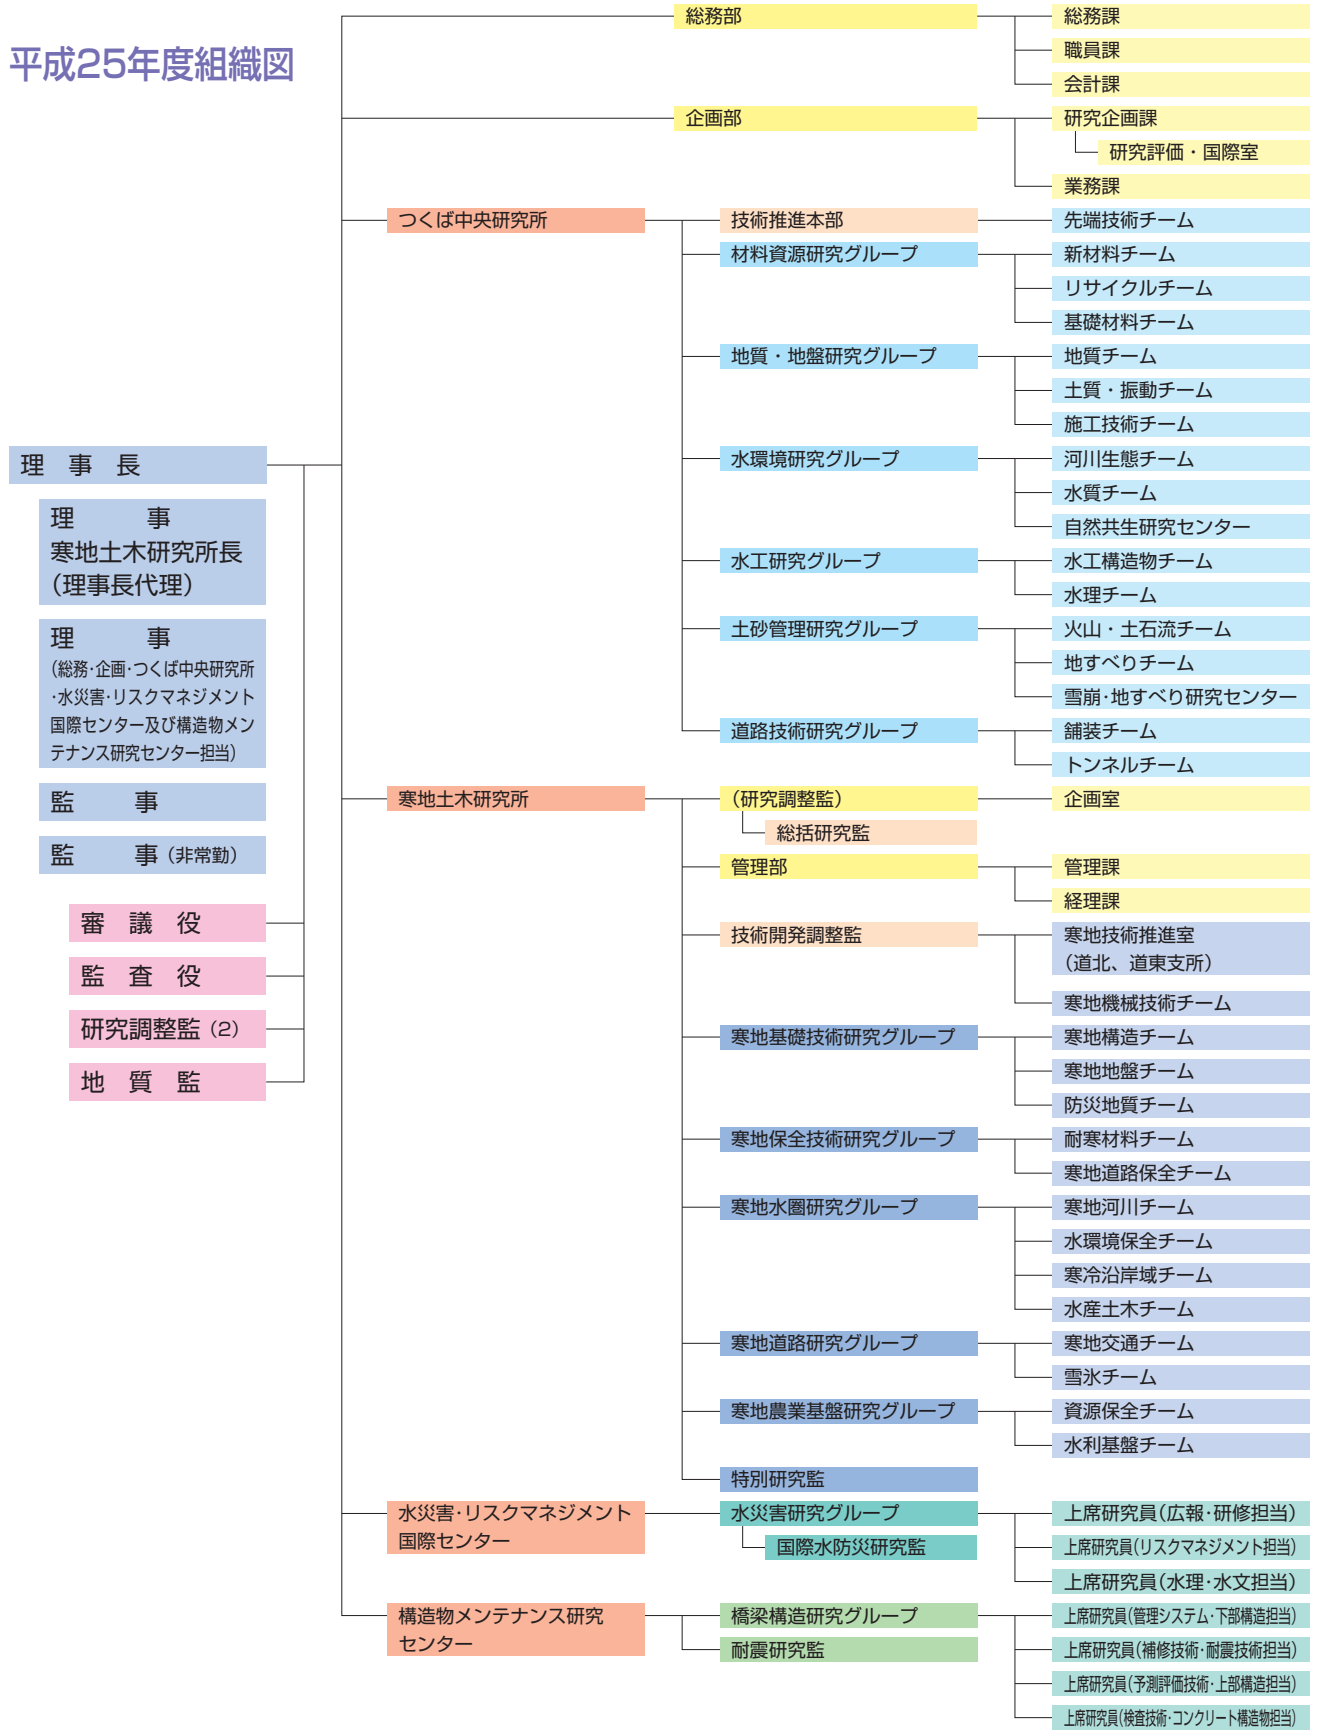 平成25年度組織図
理事長
理事
寒地土木研究所長
(理事長代理)
理事
(総務・企画・つくば中央研究所
・水災害・リスクマネジメント
国際センター及び構造物メン
テナンス研究センター担当)
監事
監事(非常勤)
審議役
監査役
研究調整監(2)
地質監
総務部
総務課
職員課
会計課
企画部
研究企画課
研究評価・国際室
業務課
つくば中央研究所
技術推進本部
先端技術チーム
材料資源研究グループ
新材料チーム
リサイクルチーム
基礎材料チーム
地質・地盤研究グループ
地質チーム
土質・振動チーム
施工技術チーム
水環境研究グループ
河川生態チーム
水質チーム
自然共生研究センター
水工研究グループ
水工構造物チーム
水理チーム
土砂管理研究グループ
火山・土石流チーム
地すべりチーム
雪崩・地すべり研究センター
道路技術研究グループ
舗装チーム
トンネルチーム
寒地土木研究所
(研究調整監)
企画室
総括研究監
管理部
管理課
経理課
技術開発調整監
寒地技術推進室
(道北、道東支所)
寒地機械技術チーム
寒地基礎技術研究グループ
寒地構造チーム
寒地地盤チーム
防災地質チーム
寒地保全技術研究グループ
耐寒材料チーム
寒地道路保全チーム
寒地水圏研究グループ
寒地河川チーム
水環境保全チーム
寒冷沿岸域チーム
水産土木チーム
寒地道路研究グループ
寒地交通チーム
雪氷チーム
寒地農業基盤研究グループ
資源保全チーム
水利基盤チーム
特別研究監
水災害・リスクマネジメント
国際センター
水災害研究グループ
国際水防災研究監
上席研究員(広報・研修担当)
上席研究員(リスクマネジメント担当)
上席研究員(水理・水文担当)
構造物メンテナンス研究
センター
橋梁構造研究グループ
耐震研究監
上席研究員(管理システム・下部構造担当)
上席研究員(補修技術・耐震技術担当)
上席研究員(予測評価技術・上部構造担当)
上席研究員(検査技術・コンクリート構造物担当)